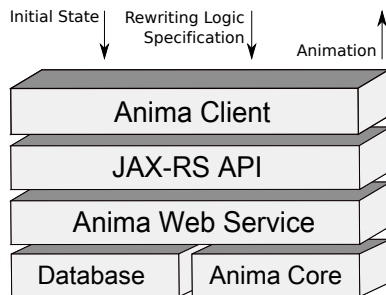 Initial State
Rewriting Logic
Specification
Animation
Anima Client
JAX-RS API
Anima Web Service
Database
Anima Core